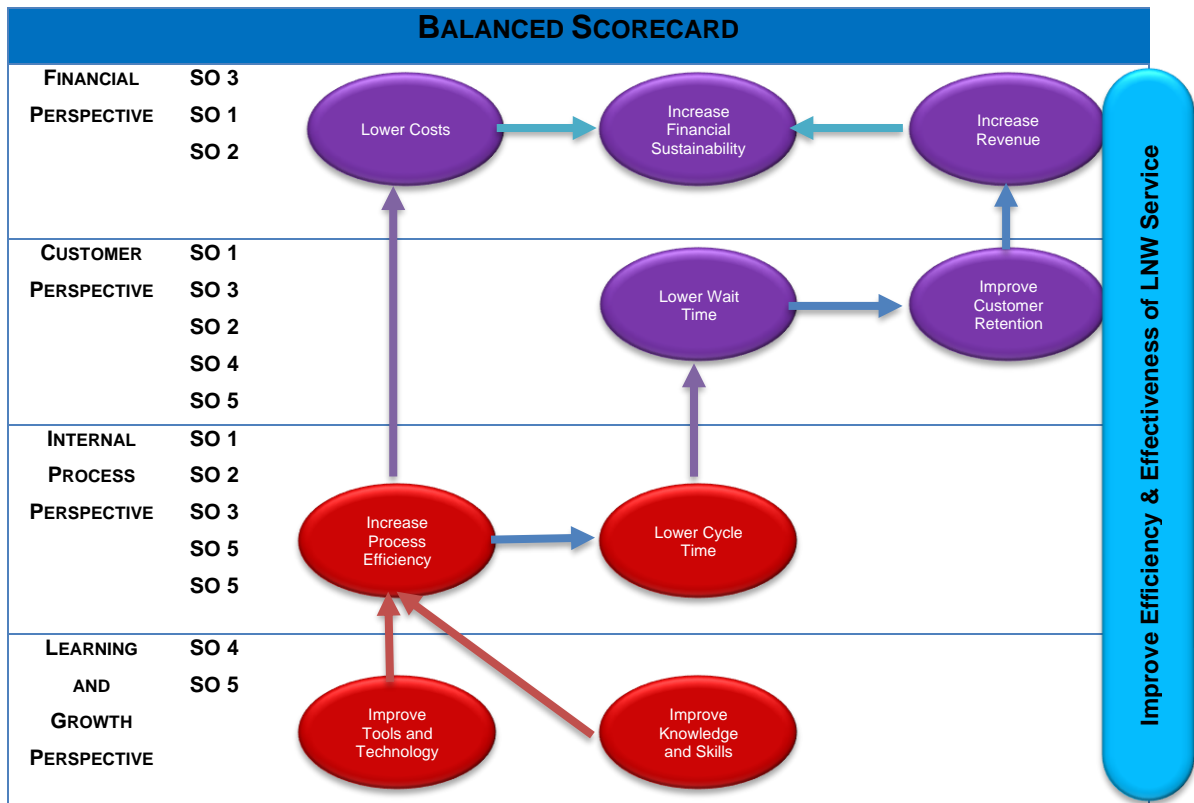 BALANCED SCORECARD
FINANCIAL
PERSPECTIVE
SO 3
SO 1
SO 2
Lower Costs
Increase
Financial
Sustainability
Increase
Revenue
CUSTOMER
PERSPECTIVE
SO 1
SO 3
SO 2
SO 4
SO 5
Lower Wait
Time
Improve
Customer
Retention
INTERNAL
PROCESS
PERSPECTIVE
SO 1
SO 2
SO 3
SO 5
SO 5
Increase
Process
Efficiency
Lower Cycle
Time
LEARNING
AND
GROWTH
PERSPECTIVE
SO 4
SO 5
Improve
Tools and
Technology
Improve
Knowledge
and Skills
Improve Efficiency & Effectiveness of LNW Service